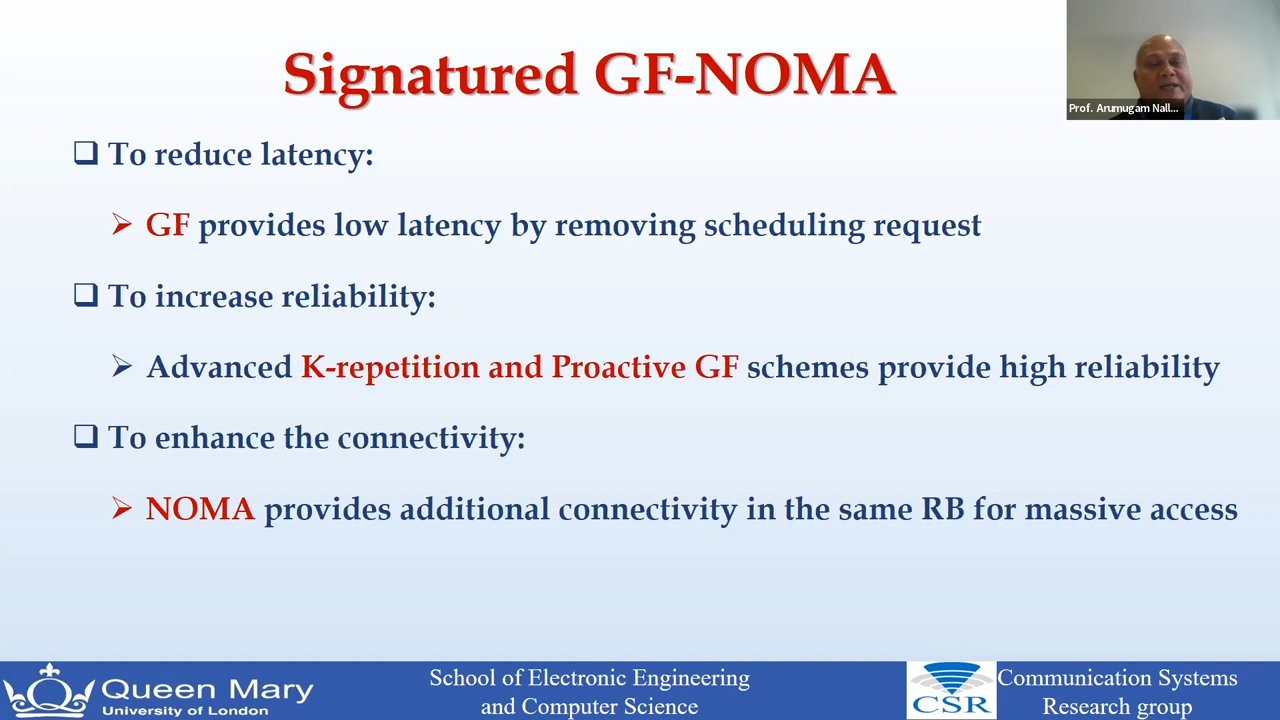 Signatured GF-NOMA
Prof. Arumugam Nall...
To reduce latency:
GF provides low latency by removing scheduling request
To increase reliability:
Advanced K-repetition and Proactive GF schemes provide high reliability
To enhance the connectivity:
NOMA provides additional connectivity in the same RB for massive access
Queen Mary
University of London
School of Electronic Engineering
and Computer Science
CSR
Communication Systems
Research group